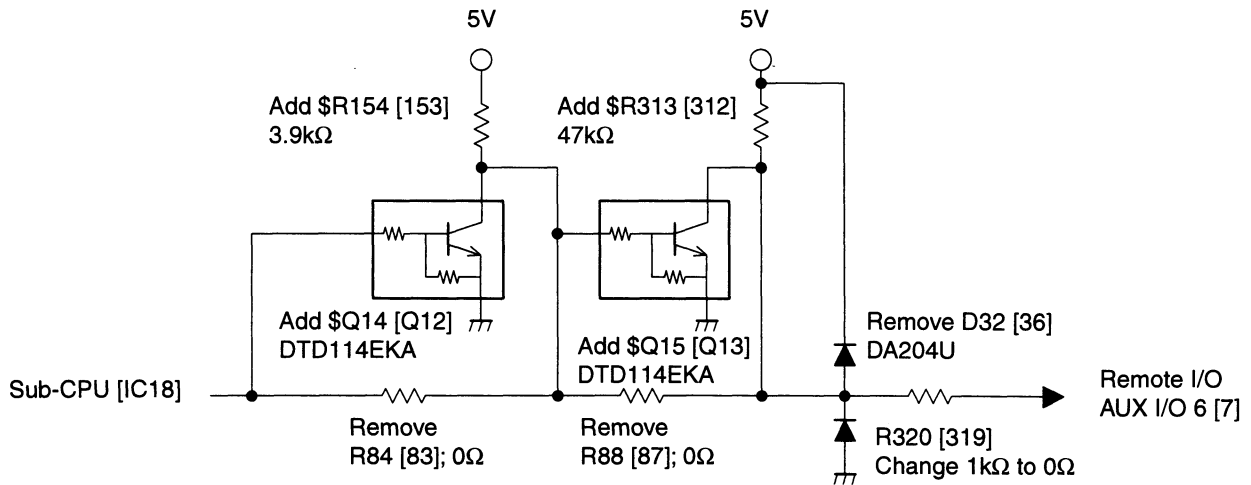 5V
5V
Add $R154 [153]
3.9kΩ
Add $R313 [312]
47kΩ
Add $Q14 [Q12]
DTD114EKA
Add $Q15 [Q13]
DTD114EKA
Remove D32 [36]
DA204U
Sub-CPU [IC18]
Remote I/O
AUX I/O 6 [7]
Remove
R84 [83]; 0Ω
Remove
R88 [87]; 0Ω
R320 [319]
Change 1kΩ to 0Ω